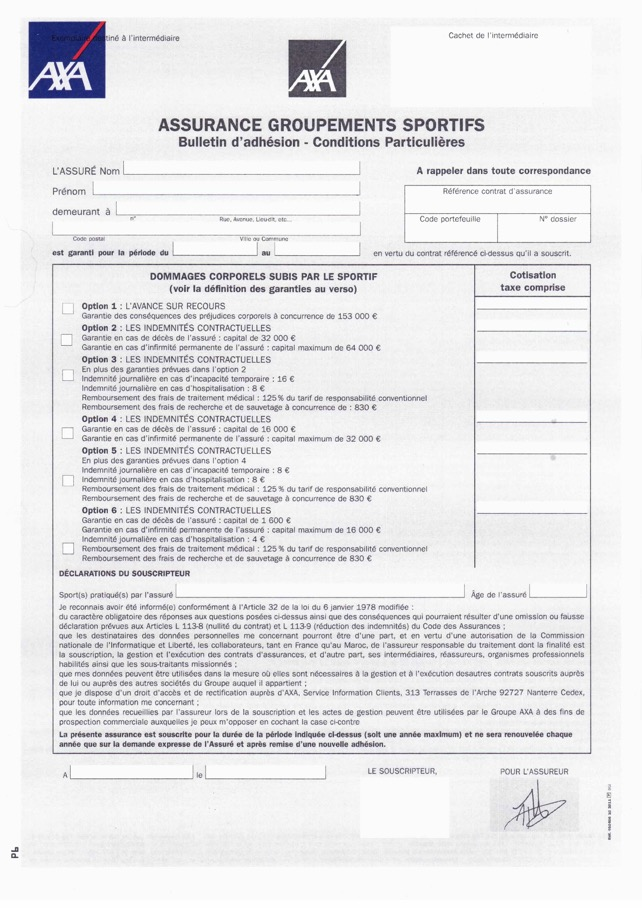 Exemplaire destiné à l'intermédiaire
Cachet de l'intermédiaire
AXA
AXA
ASSURANCE GROUPEMENTS SPORTIFS
Bulletin d'adhésion - Conditions Particulières
L'ASSURÉ Nom
A rappeler dans toute correspondance
Prénom
Référence contrat d'assurance
demeurant à
n° Rue, Avenue, Lieudit, etc...
Code portefeuille N° dossier
Code postal Ville ou Commune
est garanti pour la période du au en vertu du contrat référencé ci-dessus qu'il a souscrit.
DOMMAGES CORPORELS SUBIS PAR LE SPORTIF
(voir la définition des garanties au verso)
Cotisation
taxe comprise
Option 1 : L'AVANCE SUR RECOURS
Garantie des conséquences des préjudices corporels à concurrence de 153 000 €
Option 2 : LES INDEMNITÉS CONTRACTUELLES
Garantie en cas de décès de l'assuré : capital de 32 000 €
Garantie en cas d'infirmité permanente de l'assuré : capital maximum de 64 000 €
Option 3 : LES INDEMNITÉS CONTRACTUELLES
En plus des garanties prévues dans l'option 2
Indemnité journalière en cas d'incapacité temporaire : 16 €
Indemnité journalière en cas d'hospitalisation : 8 €
Remboursement des frais de traitement médical : 125 % du tarif de responsabilité conventionnel
Remboursement des frais de recherche et de sauvetage à concurrence de : 830 €
Option 4 : LES INDEMNITÉS CONTRACTUELLES
Garantie en cas de décès de l'assuré : capital de 16 000 €
Garantie en cas d'infirmité permanente de l'assuré : capital maximum de 32 000 €
Option 5 : LES INDEMNITÉS CONTRACTUELLES
En plus des garanties prévues dans l'option 4
Indemnité journalière en cas d'incapacité temporaire : 8 €
Indemnité journalière en cas d'hospitalisation : 8 €
Remboursement des frais de traitement médical : 125 % du tarif de responsabilité conventionnel
Remboursement des frais de recherche et de sauvetage à concurrence de 830 €
Option 6 : LES INDEMNITÉS CONTRACTUELLES
Garantie en cas de décès de l'assuré : capital de 1 600 €
Garantie en cas d'infirmité permanente de l'assuré : capital maximum de 16 000 €
Indemnité journalière en cas d'hospitalisation : 4 €
Remboursement des frais de traitement médical : 125 % du tarif de responsabilité conventionnel
Remboursement des frais de recherche et de sauvetage à concurrence de 830 €
DÉCLARATIONS DU SOUSCRIPTEUR
Sport(s) pratiqué(s) par l'assuré Âge de l'assuré
Je reconnais avoir été informé(e) conformément à l'Article 32 de la loi du 6 janvier 1978 modifiée :
du caractère obligatoire des réponses aux questions posées ci-dessus ainsi que des conséquences qui pourraient résulter d'une omission ou fausse
déclaration prévues aux Articles L 113-8 (nullité du contrat) et L 113-9 (réduction des indemnités) du Code des Assurances ;
que les destinataires des données personnelles me concernant pourront être d'une part, et en vertu d'une autorisation de la Commission
nationale de l'Informatique et Liberté, les collaborateurs, tant en France qu'au Maroc, de l'assureur responsable du traitement dont la finalité est
la souscription, la gestion et l'exécution des contrats d'assurances, et d'autre part, ses intermédiaires, réassureurs, organismes professionnels
habilités ainsi que les sous-traitants missionnés ;
que mes données peuvent être utilisées dans la mesure où elles sont nécessaires à la gestion et à l'exécution desautres contrats souscrits auprès
de lui ou auprès des autres sociétés du Groupe auquel il appartient ;
que je dispose d'un droit d'accès et de rectification auprès d'AXA, Service Information Clients, 313 Terrasses de l'Arche 92727 Nanterre Cedex,
pour toute information me concernant ;
que les données recueillies par l'assureur lors de la souscription et les actes de gestion peuvent être utilisées par le Groupe AXA à des fins de
prospection commerciale auxquelles je peux m'opposer en cochant la case ci-contre
La présente assurance est souscrite pour la durée de la période indiquée ci-dessus (soit une année maximum) et ne sera renouvelée chaque
année que sur la demande expresse de l'Assuré et après remise d'une nouvelle adhésion.
A le LE SOUSCRIPTEUR, POUR L'ASSUREUR
Pb